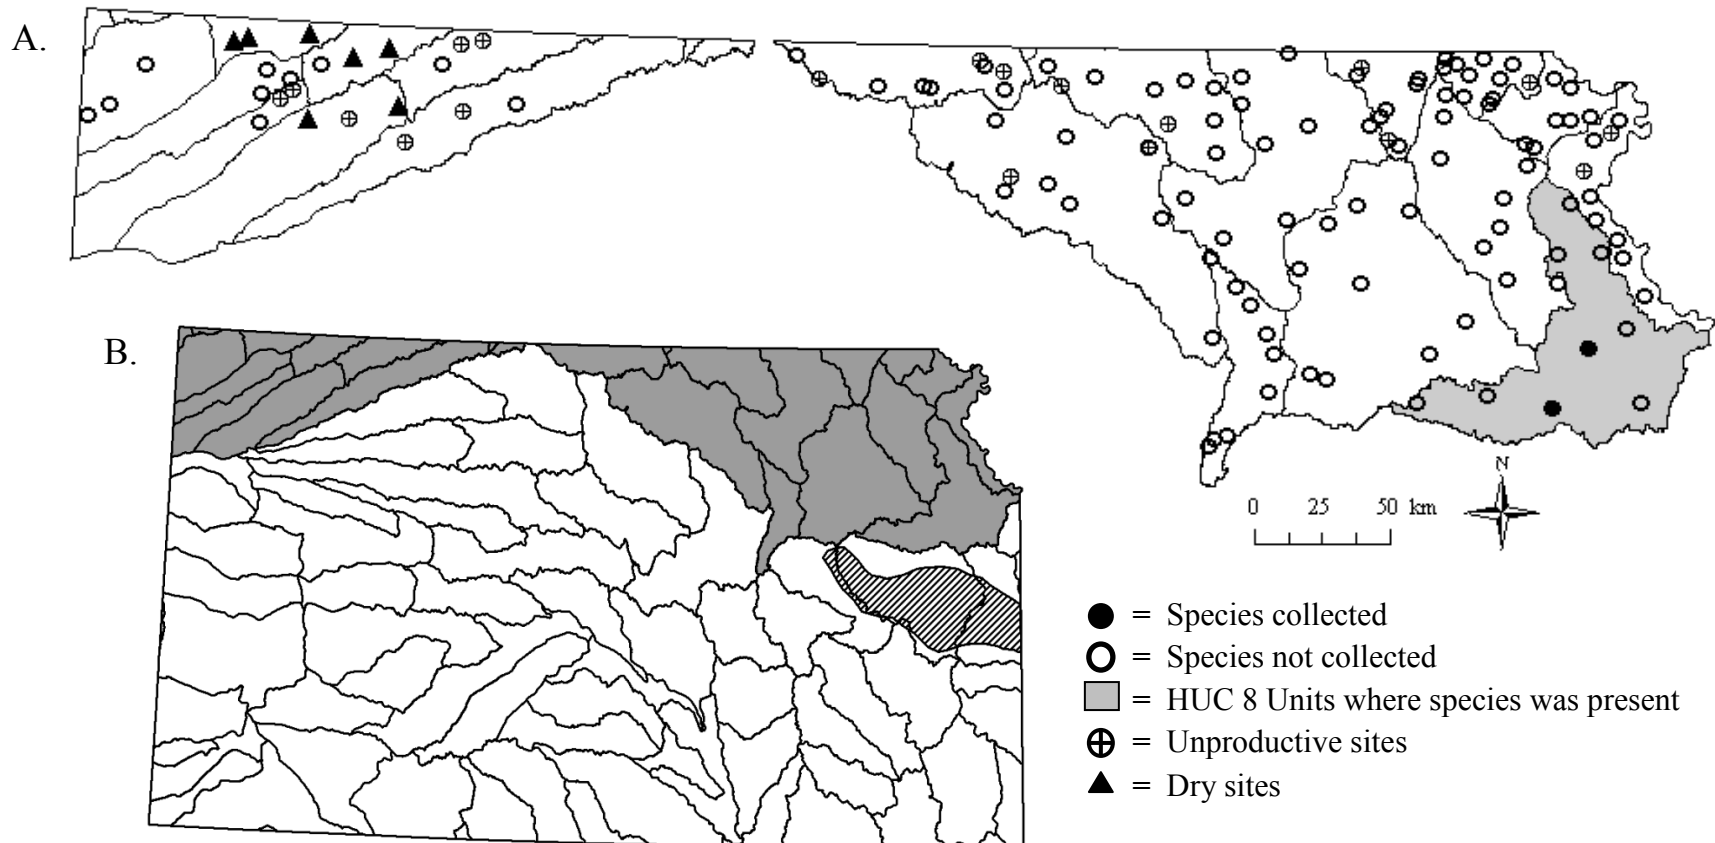 A.
B.
N
0 25 50 km
● = Species collected
○ = Species not collected
= HUC 8 Units where species was present
⊕ = Unproductive sites
▲ = Dry sites